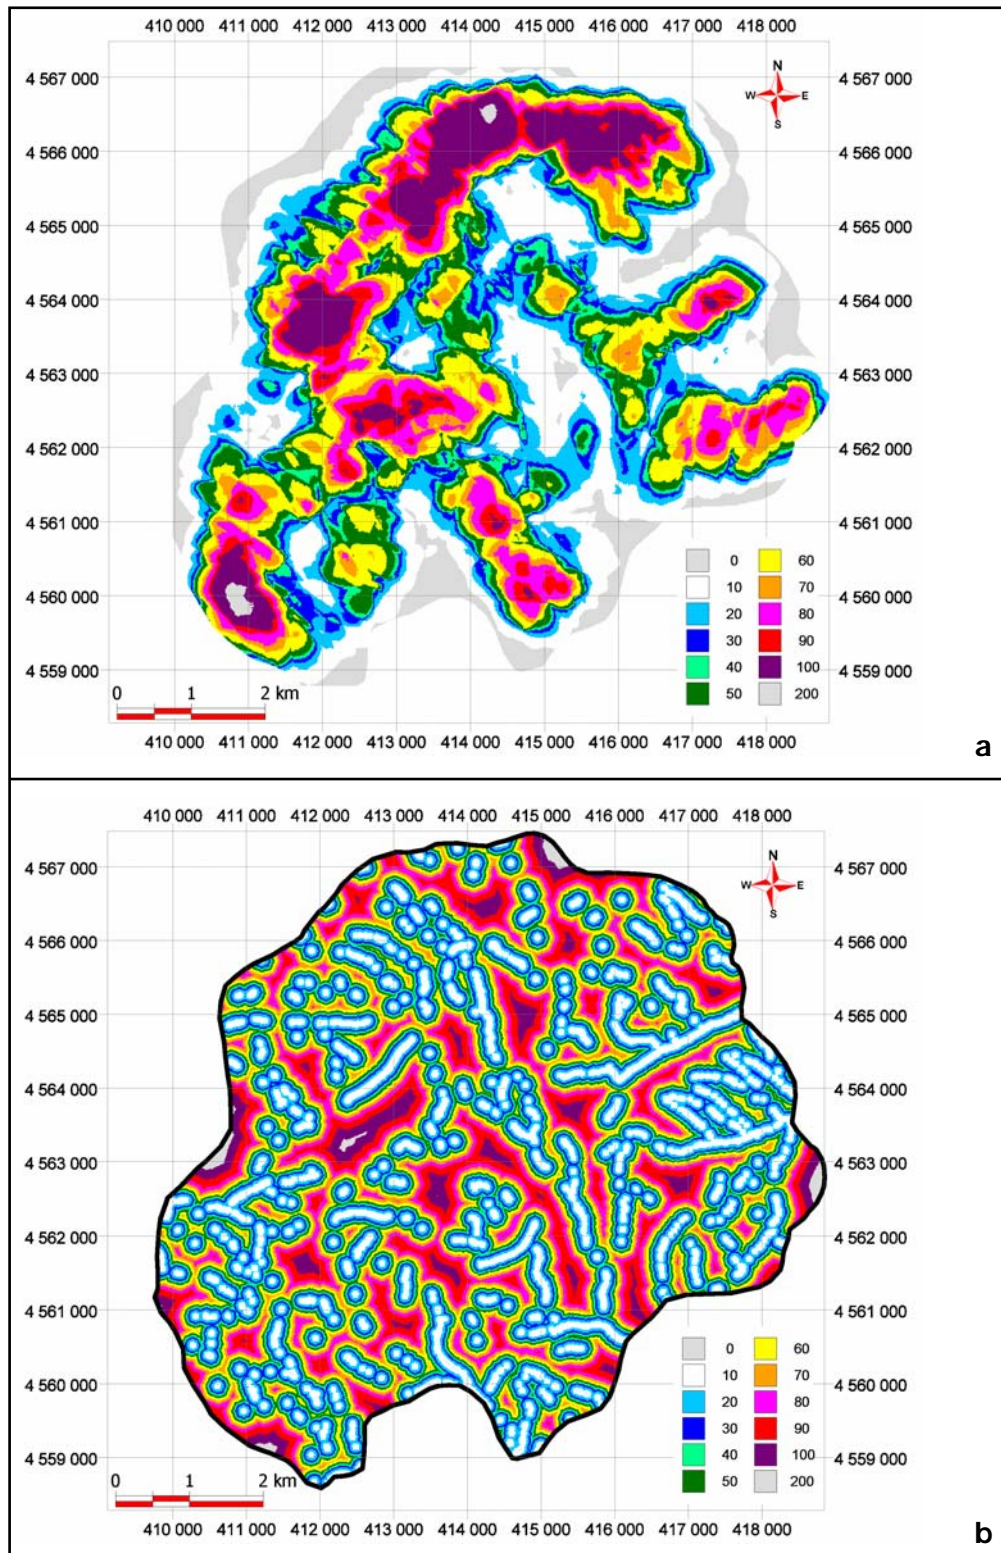 410 000 411 000 412 000 413 000 414 000 415 000 416 000 417 000 418 000
4 567 000 N 4 567 000
W E
S
4 566 000 4 566 000
4 565 000 4 565 000
4 564 000 4 564 000
4 563 000 4 563 000
4 562 000 4 562 000
4 561 000 4 561 000
0 60
4 560 000 10 70 4 560 000
20 80
30 90
4 559 000 40 100 4 559 000
0 1 2 km 50 200
410 000 411 000 412 000 413 000 414 000 415 000 416 000 417 000 418 000
a
410 000 411 000 412 000 413 000 414 000 415 000 416 000 417 000 418 000
4 567 000 N 4 567 000
W E
S
4 566 000 4 566 000
4 565 000 4 565 000
4 564 000 4 564 000
4 563 000 4 563 000
4 562 000 4 562 000
4 561 000 4 561 000
0 60
4 560 000 10 70 4 560 000
20 80
30 90
4 559 000 40 100 4 559 000
0 1 2 km 50 200
410 000 411 000 412 000 413 000 414 000 415 000 416 000 417 000 418 000
b